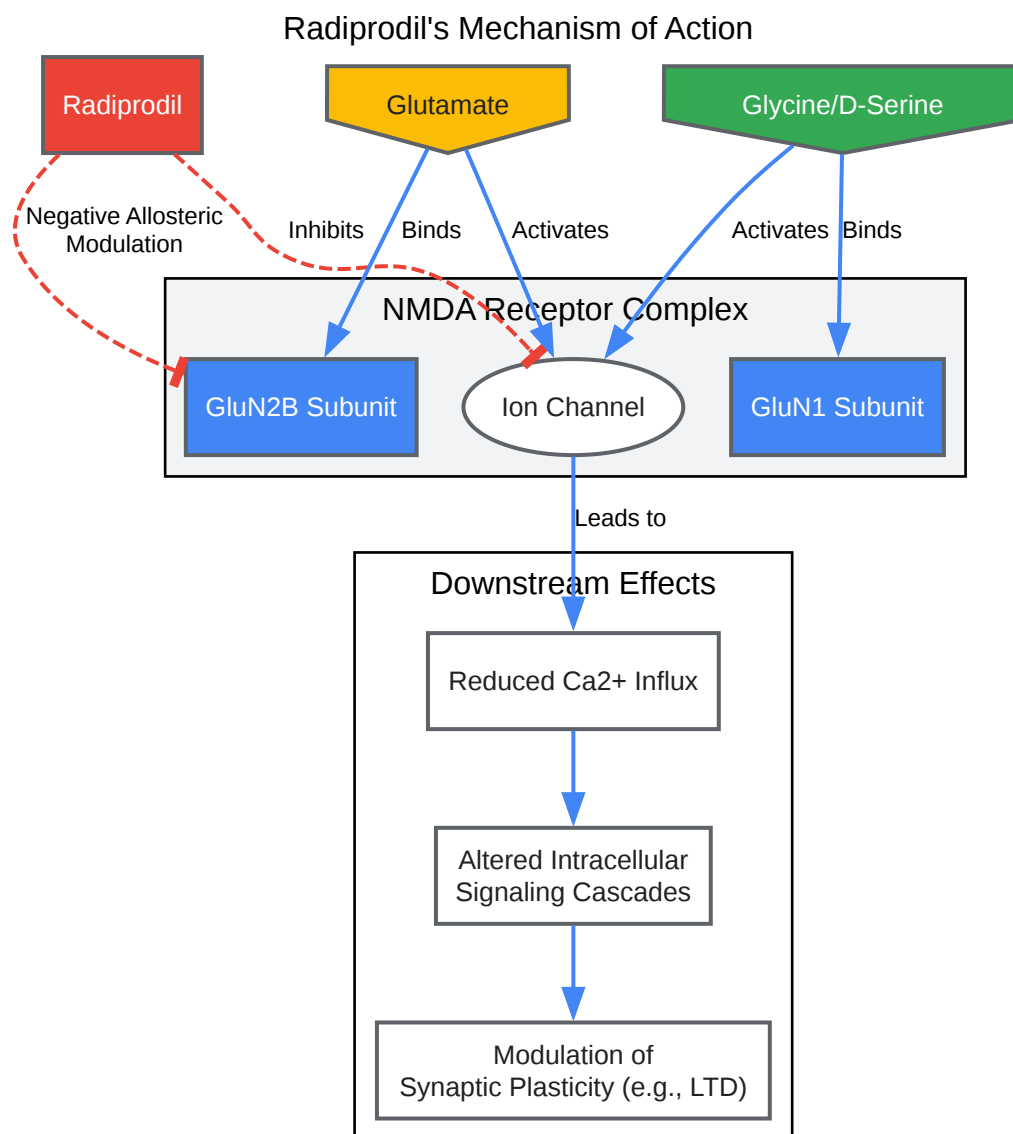 Radiprodil's Mechanism of Action
Radiprodil
Glutamate
Glycine/D-Serine
Negative Allosteric
Modulation
Inhibits
Binds
Activates
Activates
Binds
NMDA Receptor Complex
GluN2B Subunit
Ion Channel
GluN1 Subunit
Leads to
Downstream Effects
Reduced Ca2+ Influx
Altered Intracellular
Signaling Cascades
Modulation of
Synaptic Plasticity (e.g., LTD)